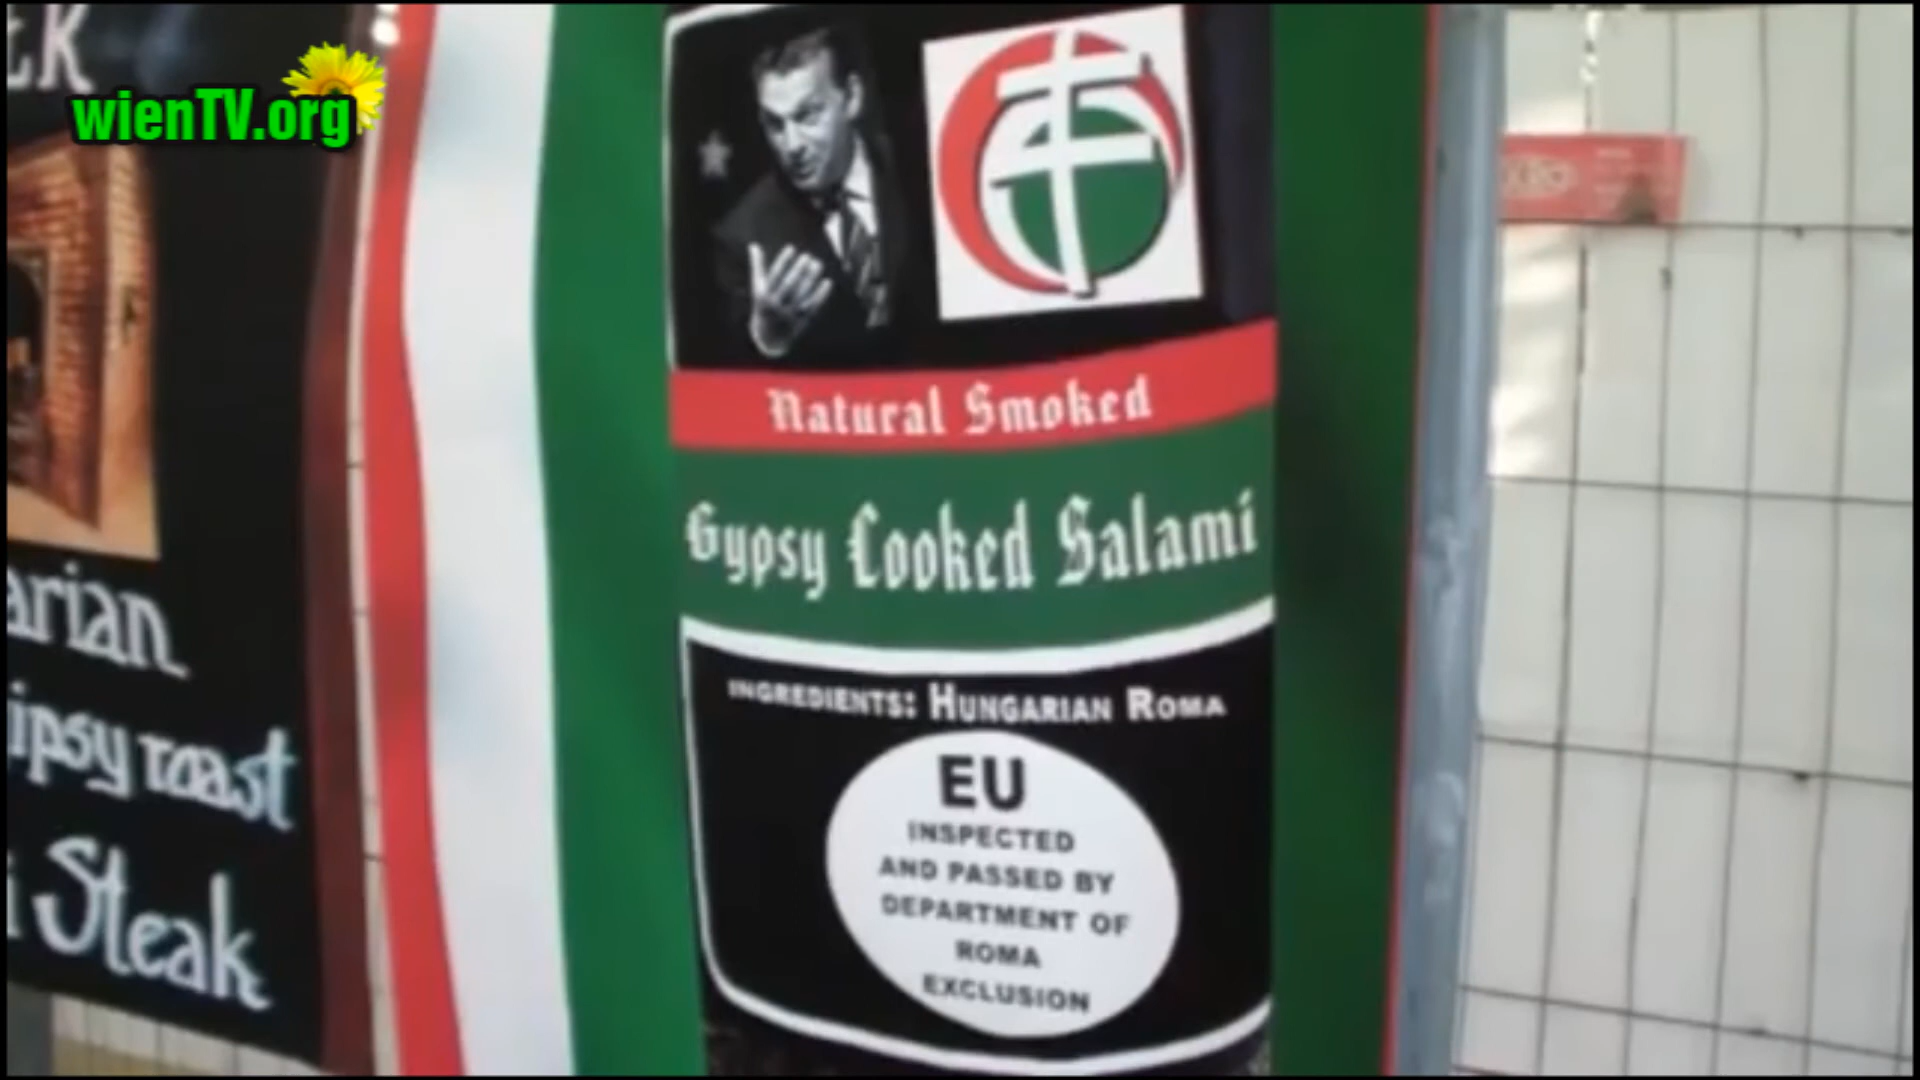 wienTV.org
Natural Smoked
Gypsy Cooked Salami
INGREDIENTS: HUNGARIAN ROMA
EU
INSPECTED
AND PASSED BY
DEPARTMENT OF
ROMA
EXCLUSION
arian
ipsy roast
i Steak